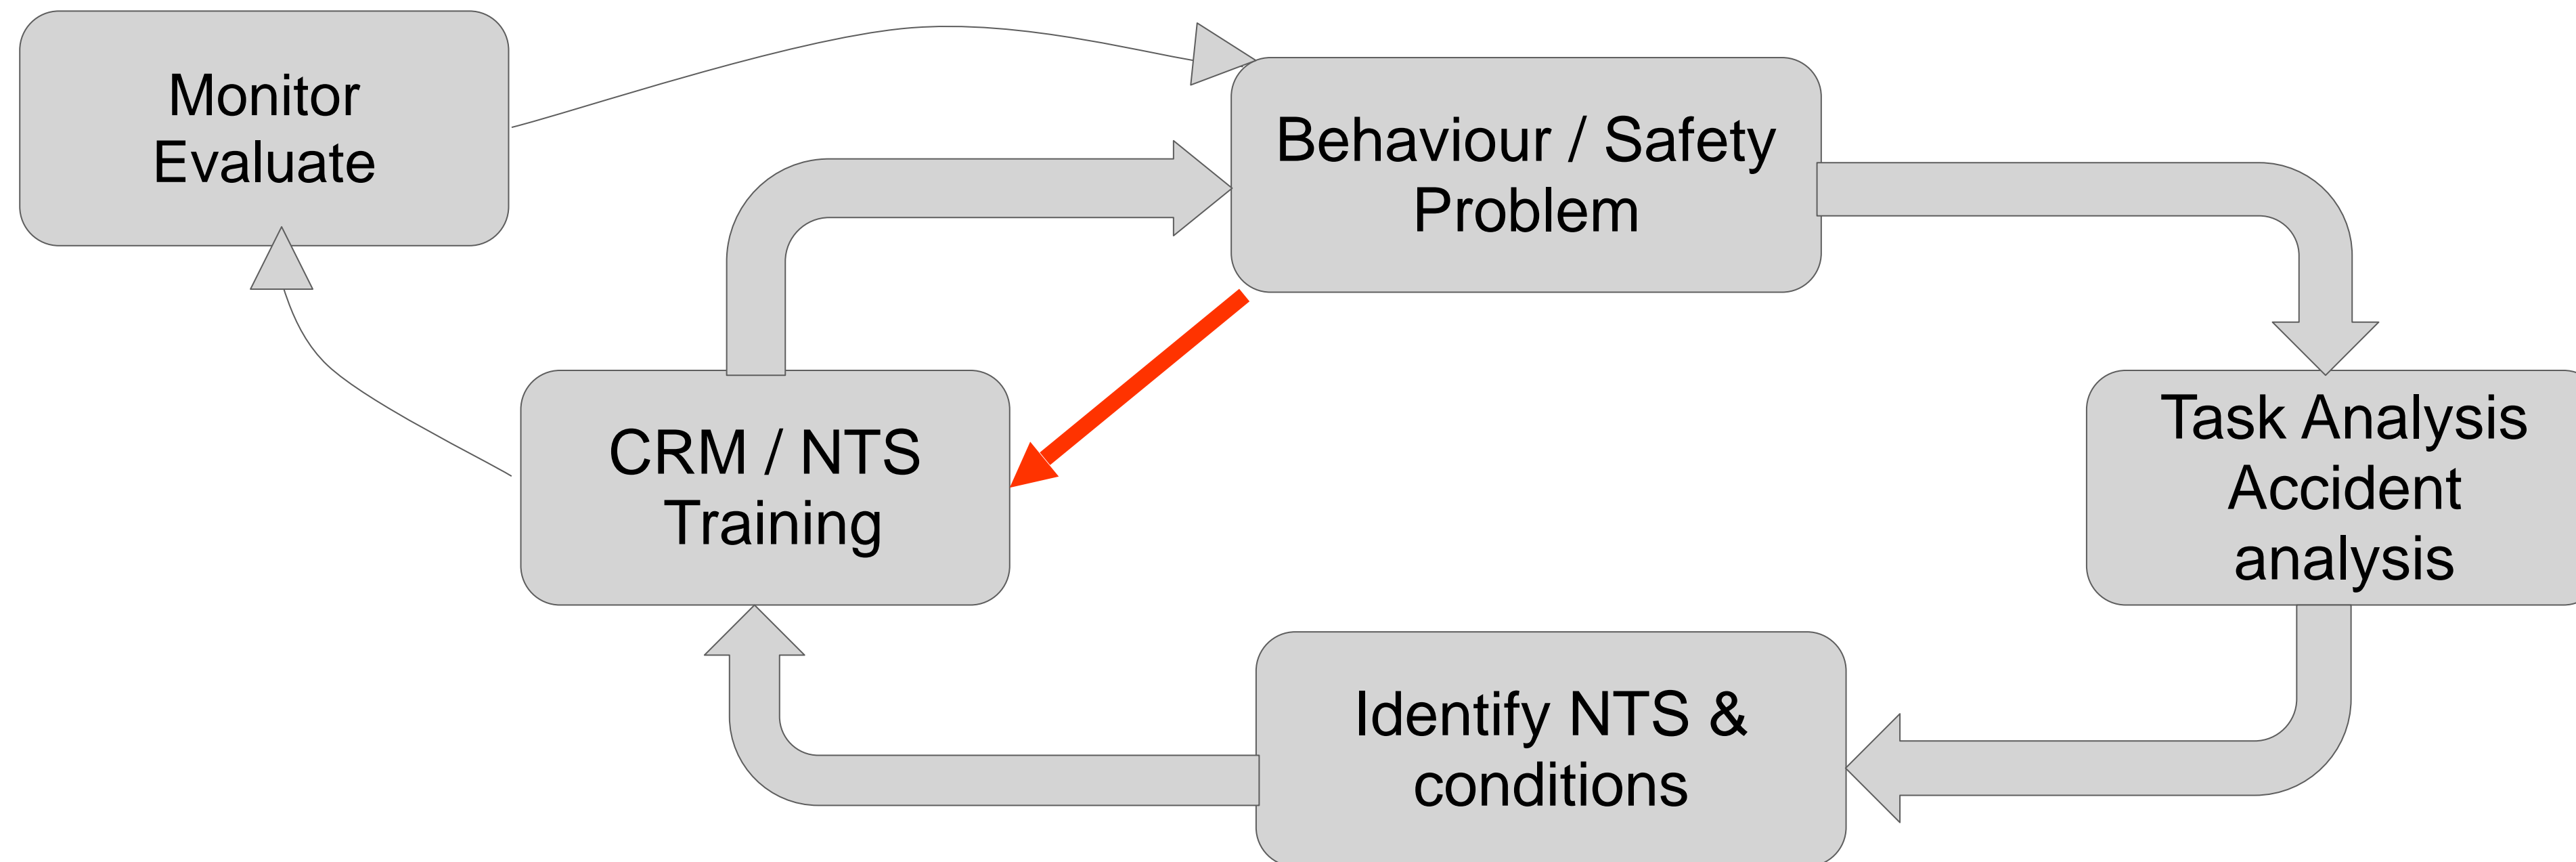 Monitor
Evaluate
Behaviour / Safety
Problem
CRM / NTS
Training
Task Analysis
Accident
analysis
Identify NTS &
conditions